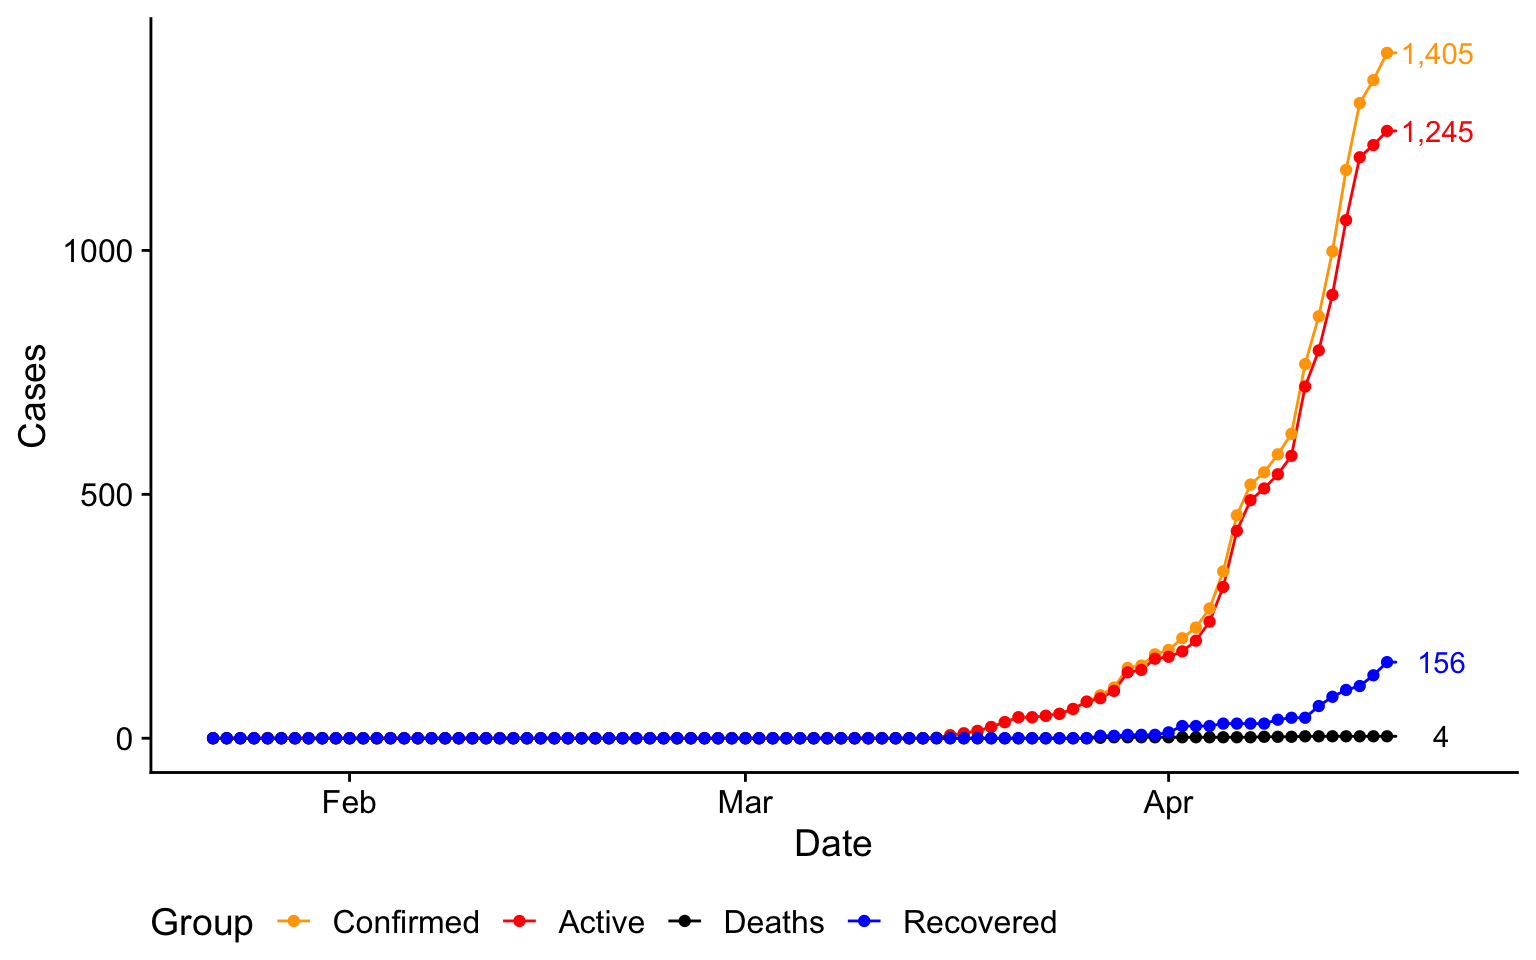 1,405
1,245
1000
Cases
500
156
0
4
Feb Mar Apr
Date
Group Confirmed Active Deaths Recovered